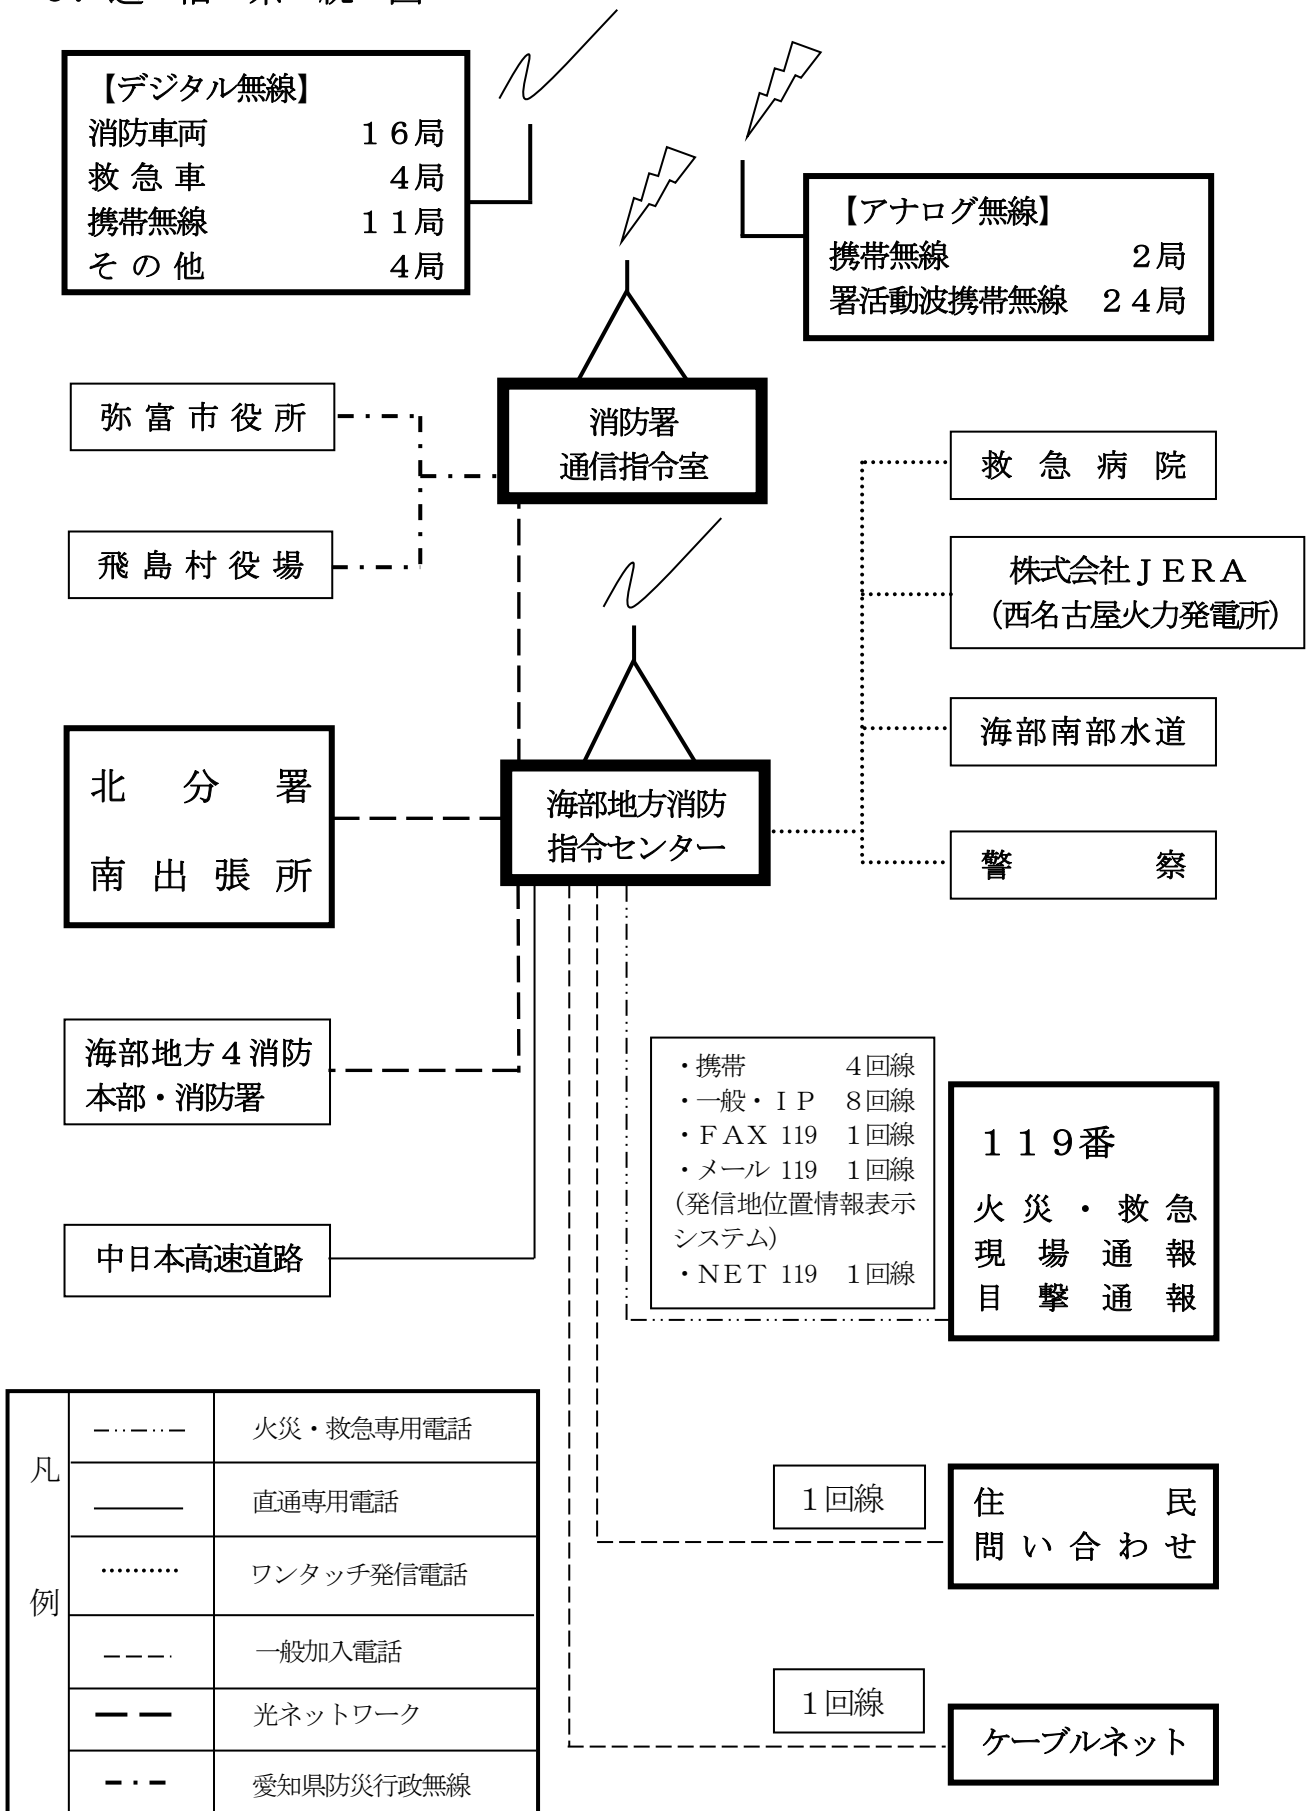 【デジタル無線】
消防車両 １６局
救急車 ４局
携帯無線 １１局
その他 ４局
【アナログ無線】
携帯無線 ２局
署活動波携帯無線 ２４局
弥富市役所
消防署
通信指令室
飛島村役場
救急病院
株式会社ＪＥＲＡ
(西名古屋火力発電所)
海部南部水道
警察
北分署
南出張所
海部地方消防
指令センター
海部地方４消防
本部・消防署
中日本高速道路
・携帯 ４回線
・一般・ＩＰ ８回線
・ＦＡＸ 119 １回線
・メール 119 １回線
(発信地位置情報表示
システム)
・ＮＥＴ 119 １回線
１１９番
火災・救急
現場通報
目撃通報
凡例
火災・救急専用電話
直通専用電話
ワンタッチ発信電話
一般加入電話
光ネットワーク
愛知県防災行政無線
１回線
住民
問い合わせ
１回線
ケーブルネット